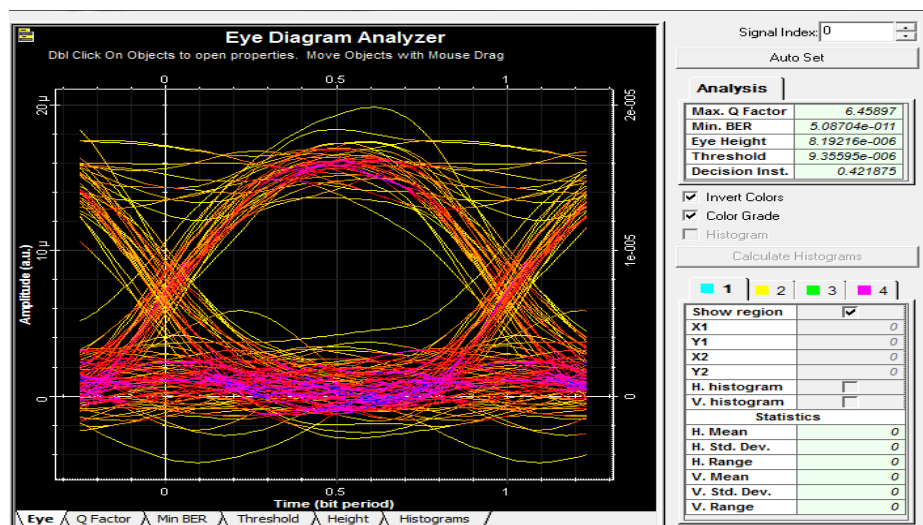 Eye Diagram Analyzer
Dbl Click On Objects to open properties. Move Objects with Mouse Drag
0 0.5 1
20 µ
10 µ
0
Amplitude (a.u.)
2e-005
1e-005
0
0 0.5 1
Time (bit period)
Eye Q Factor Min BER Threshold Height Histograms
Signal Index: 0
Auto Set
Analysis
Max. Q Factor 6.45897
Min. BER 5.08704e-011
Eye Height 8.19216e-006
Threshold 9.35595e-006
Decision Inst. 0.421875
Invert Colors
Color Grade
Histogram
Calculate Histograms
1 2 3 4
Show region
X1 0
Y1 0
X2 0
Y2 0
H. histogram
V. histogram
Statistics
H. Mean 0
H. Std. Dev. 0
H. Range 0
V. Mean 0
V. Std. Dev. 0
V. Range 0